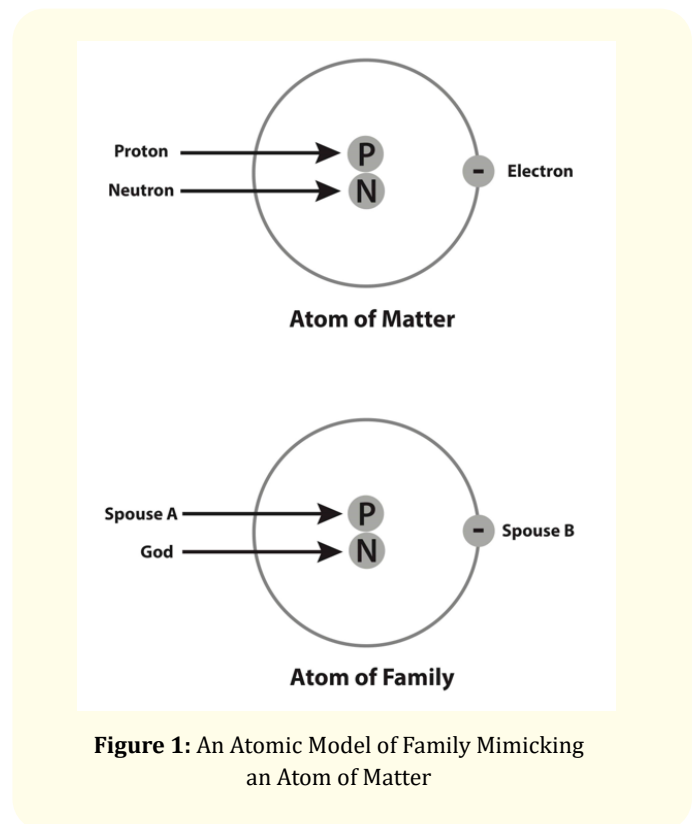 Proton
P
Neutron
N
- Electron
Atom of Matter
Spouse A
P
God
N
- Spouse B
Atom of Family
Figure 1: An Atomic Model of Family Mimicking
an Atom of Matter